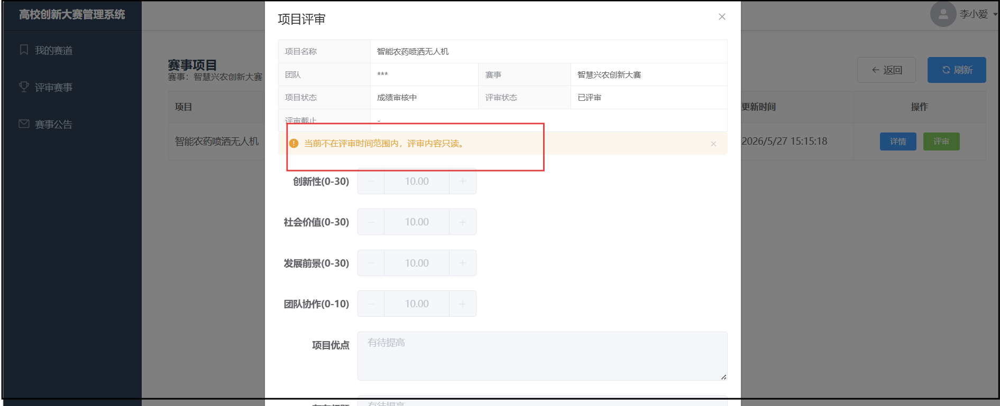 高校创新大赛管理系统
李小爱
我的赛道
评审赛事
赛事公告
赛事项目
赛事：智慧兴农创新大赛
返回
刷新
项目
更新时间
操作
智能农药喷洒无人机
2026/5/27 15:15:18
详情
评审
项目评审
项目名称 智能农药喷洒无人机
团队 *** 赛事 智慧兴农创新大赛
项目状态 成绩审核中 评审状态 已评审
评审截止 -
当前不在评审时间范围内，评审内容只读。
创新性(0-30) 10.00
社会价值(0-30) 10.00
发展前景(0-30) 10.00
团队协作(0-10) 10.00
项目优点 有待提高
有待提高